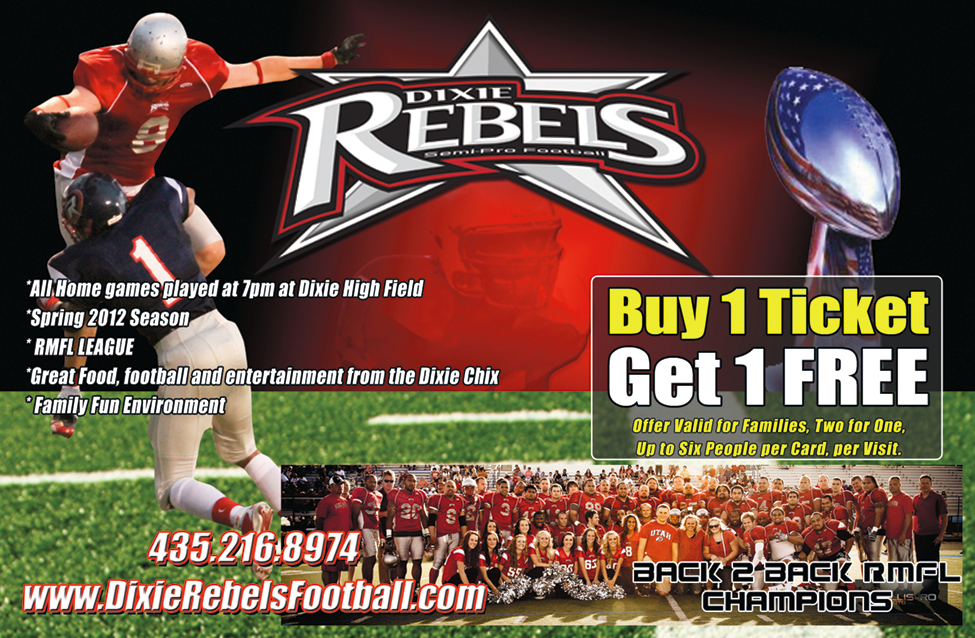 DIXIE
REBELS
Semi-Pro Football
8
1
*All Home games played at 7pm at Dixie High Field
*Spring 2012 Season
* RMFL LEAGUE
*Great Food, football and entertainment from the Dixie Chix
* Family Fun Environment
Buy 1 Ticket
Get 1 FREE
Offer Valid for Families, Two for One,
Up to Six People per Card, per Visit.
UTAH
435.216.8974
www.DixieRebelsFootball.com
BACK 2 BACK RMFL
CHAMPIONS